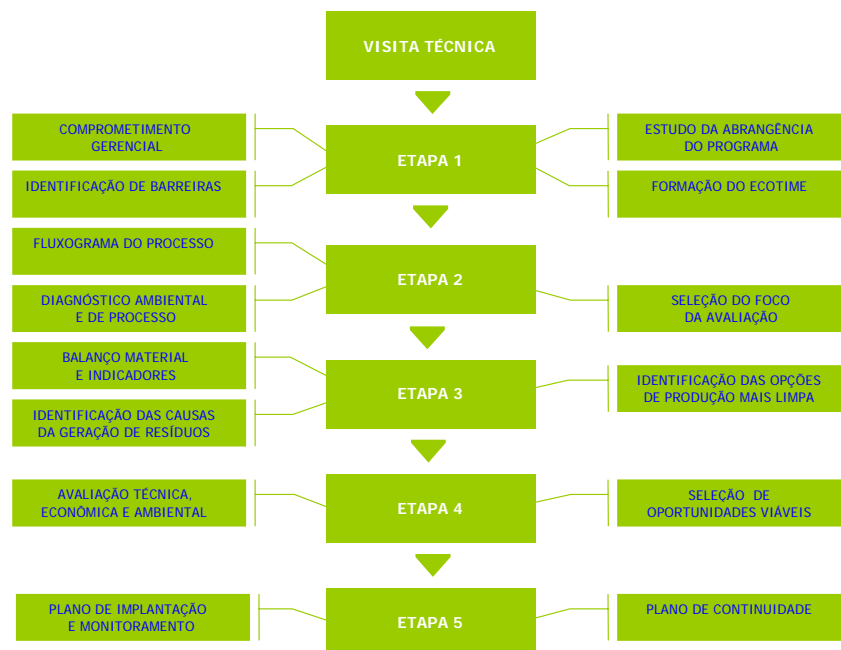 VISITA TÉCNICA
COMPROMETIMENTO
GERENCIAL
IDENTIFICAÇÃO DE BARREIRAS
ETAPA 1
ESTUDO DA ABRANGÊNCIA
DO PROGRAMA
FORMAÇÃO DO ECOTIME
FLUXOGRAMA DO PROCESSO
DIAGNÓSTICO AMBIENTAL
E DE PROCESSO
ETAPA 2
SELEÇÃO DO FOCO
DA AVALIAÇÃO
BALANÇO MATERIAL
E INDICADORES
IDENTIFICAÇÃO DAS CAUSAS
DA GERAÇÃO DE RESÍDUOS
ETAPA 3
IDENTIFICAÇÃO DAS OPÇÕES
DE PRODUÇÃO MAIS LIMPA
AVALIAÇÃO TÉCNICA,
ECONÔMICA E AMBIENTAL
ETAPA 4
SELEÇÃO DE
OPORTUNIDADES VIÁVEIS
PLANO DE IMPLANTAÇÃO
E MONITORAMENTO
ETAPA 5
PLANO DE CONTINUIDADE